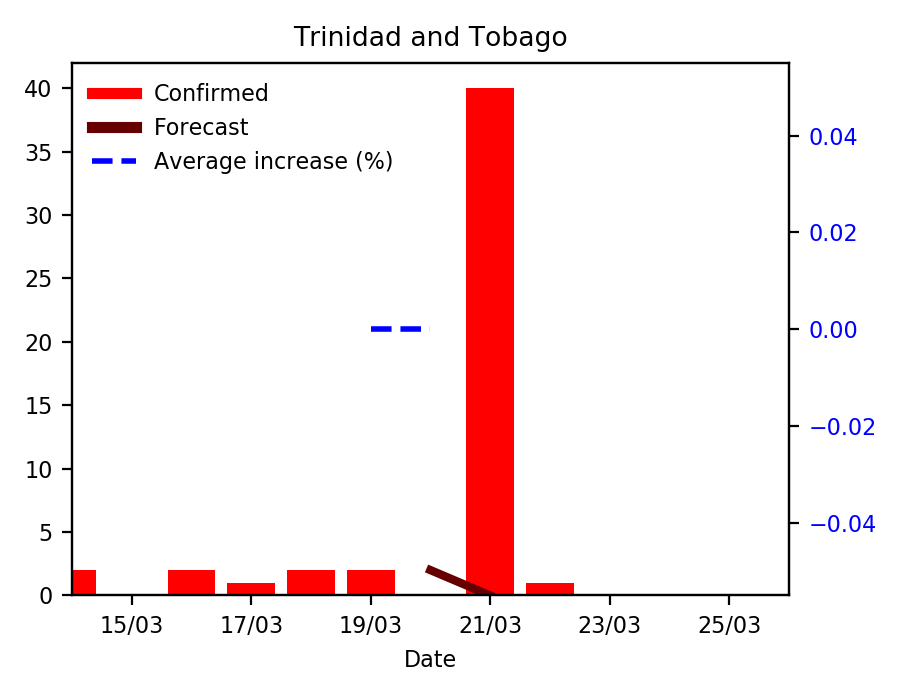 Trinidad and Tobago
Confirmed
Forecast
Average increase (%)
40
35
30
25
20
15
10
5
0
0.04
0.02
0.00
−0.02
−0.04
15/03 17/03 19/03 21/03 23/03 25/03
Date